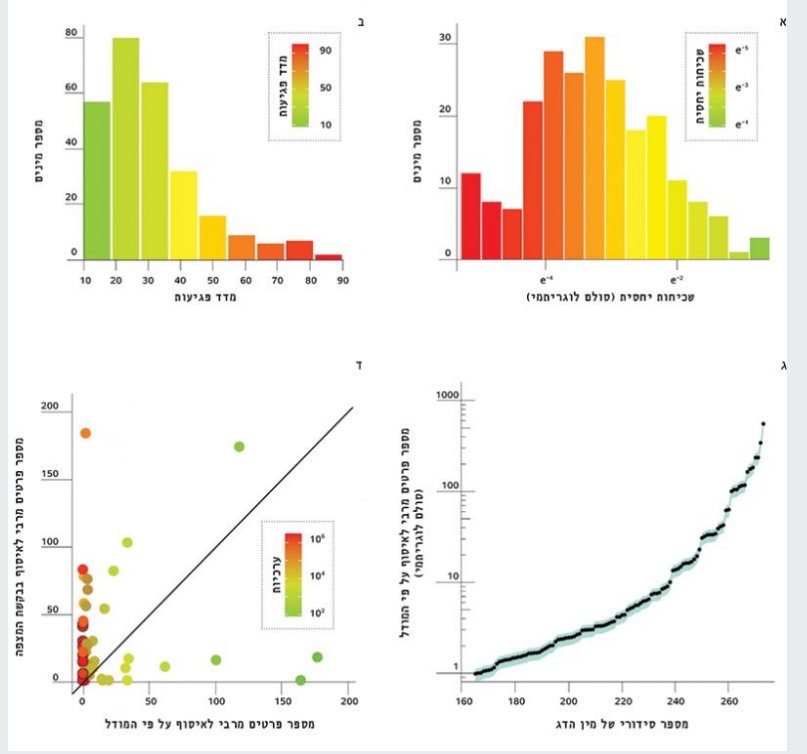 א
30
20
10
0
מספר מינים
שכיחות יחסית
e-5
e-3
e-1
e-4
e-2
שכיחות יחסית (סולם לוגריתמי)
ב
80
60
40
20
0
מספר מינים
מדד פגיעות
90
50
10
10 20 30 40 50 60 70 80 90
מדד פגיעות
ג
1000
100
10
1
מספר פרטים מרבי לאיסוף על פי המודל
(סולם לוגריתמי)
160 180 200 220 240 260
מספר סידורי של מין הדג
ד
200
150
100
50
0
מספר פרטים מרבי לאיסוף בבקשת המצפה
ערכיות
10⁶
10⁴
10²
0 50 100 150 200
מספר פרטים מרבי לאיסוף על פי המודל